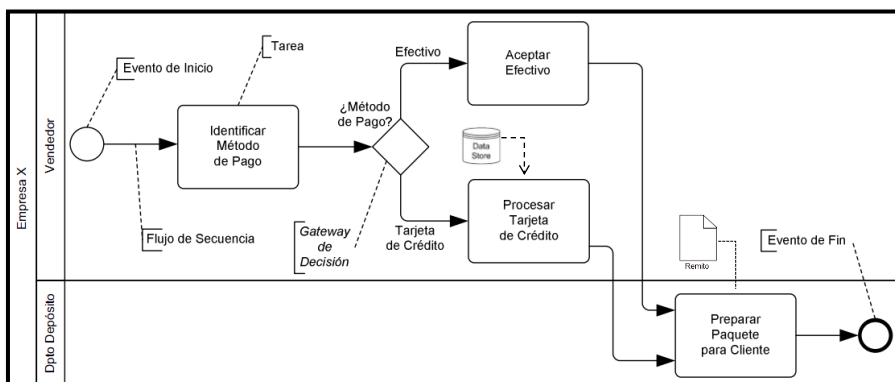 Empresa X
Vendedor
Dpto Depósito
Evento de Inicio
Tarea
Identificar
Método
de Pago
Flujo de Secuencia
¿Método
de Pago?
Gateway
de
Decisión
Efectivo
Aceptar
Efectivo
Data
Store
Tarjeta
de Crédito
Procesar
Tarjeta
de Crédito
Remito
Evento de Fin
Preparar
Paquete
para Cliente